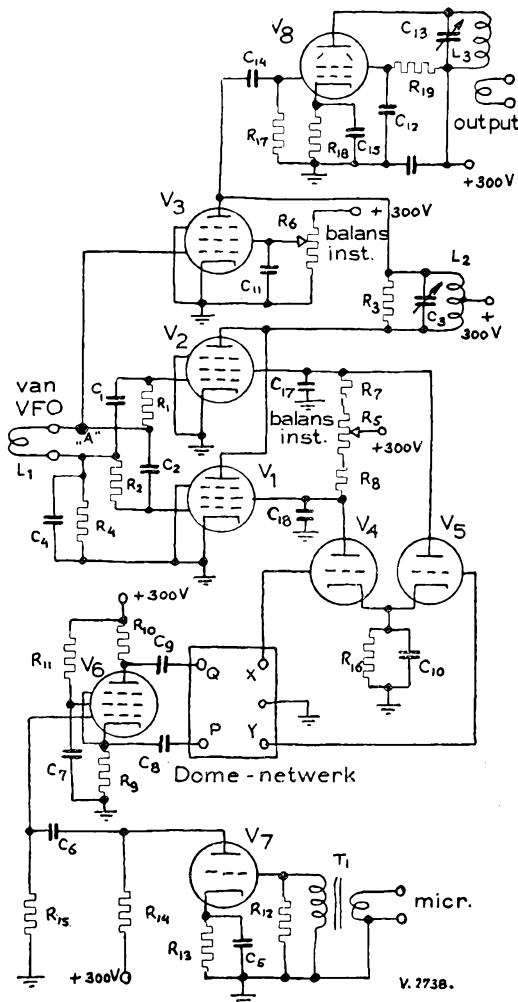 V8
C13
L3
C14
R19
output
R17
R18
C15
C12
+300V
V3
R6
+ 300V
balans
inst.
C11
L2
R3
C3
+
300V
V2
C1
R1
C17
R7
van
VFO
"A"
balans
inst.
R5
+300V
L1
R2
C2
V1
R8
C4
R4
C18
V4
V5
+300V
R10
R11
V6
C9
Q
X
R16
C10
P
Y
C7
R9
C8
Dome-netwerk
C6
V7
T1
R15
R14
R12
micr.
R13
C5
+300V
V.2738.